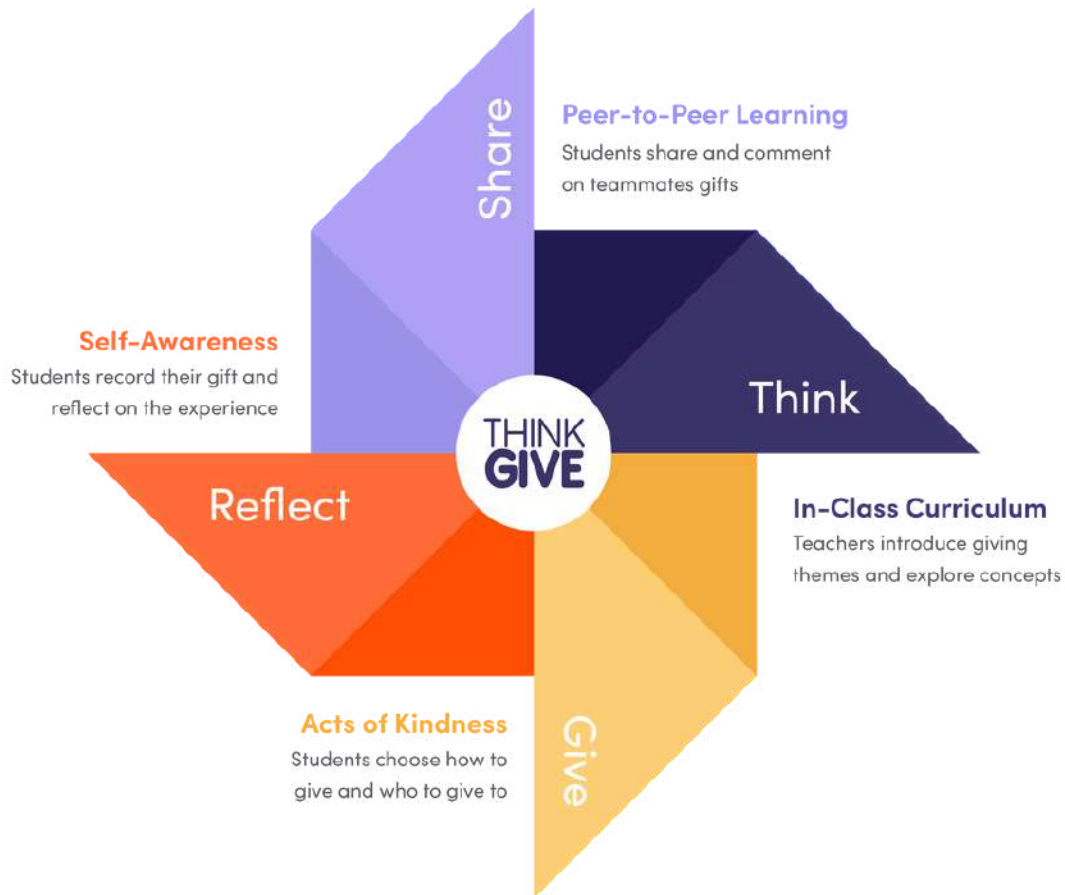 Share
Peer-to-Peer Learning
Students share and comment
on teammates gifts
Think
In-Class Curriculum
Teachers introduce giving
themes and explore concepts
Give
Acts of Kindness
Students choose how to
give and who to give to
Reflect
Self-Awareness
Students record their gift and
reflect on the experience
THINK
GIVE